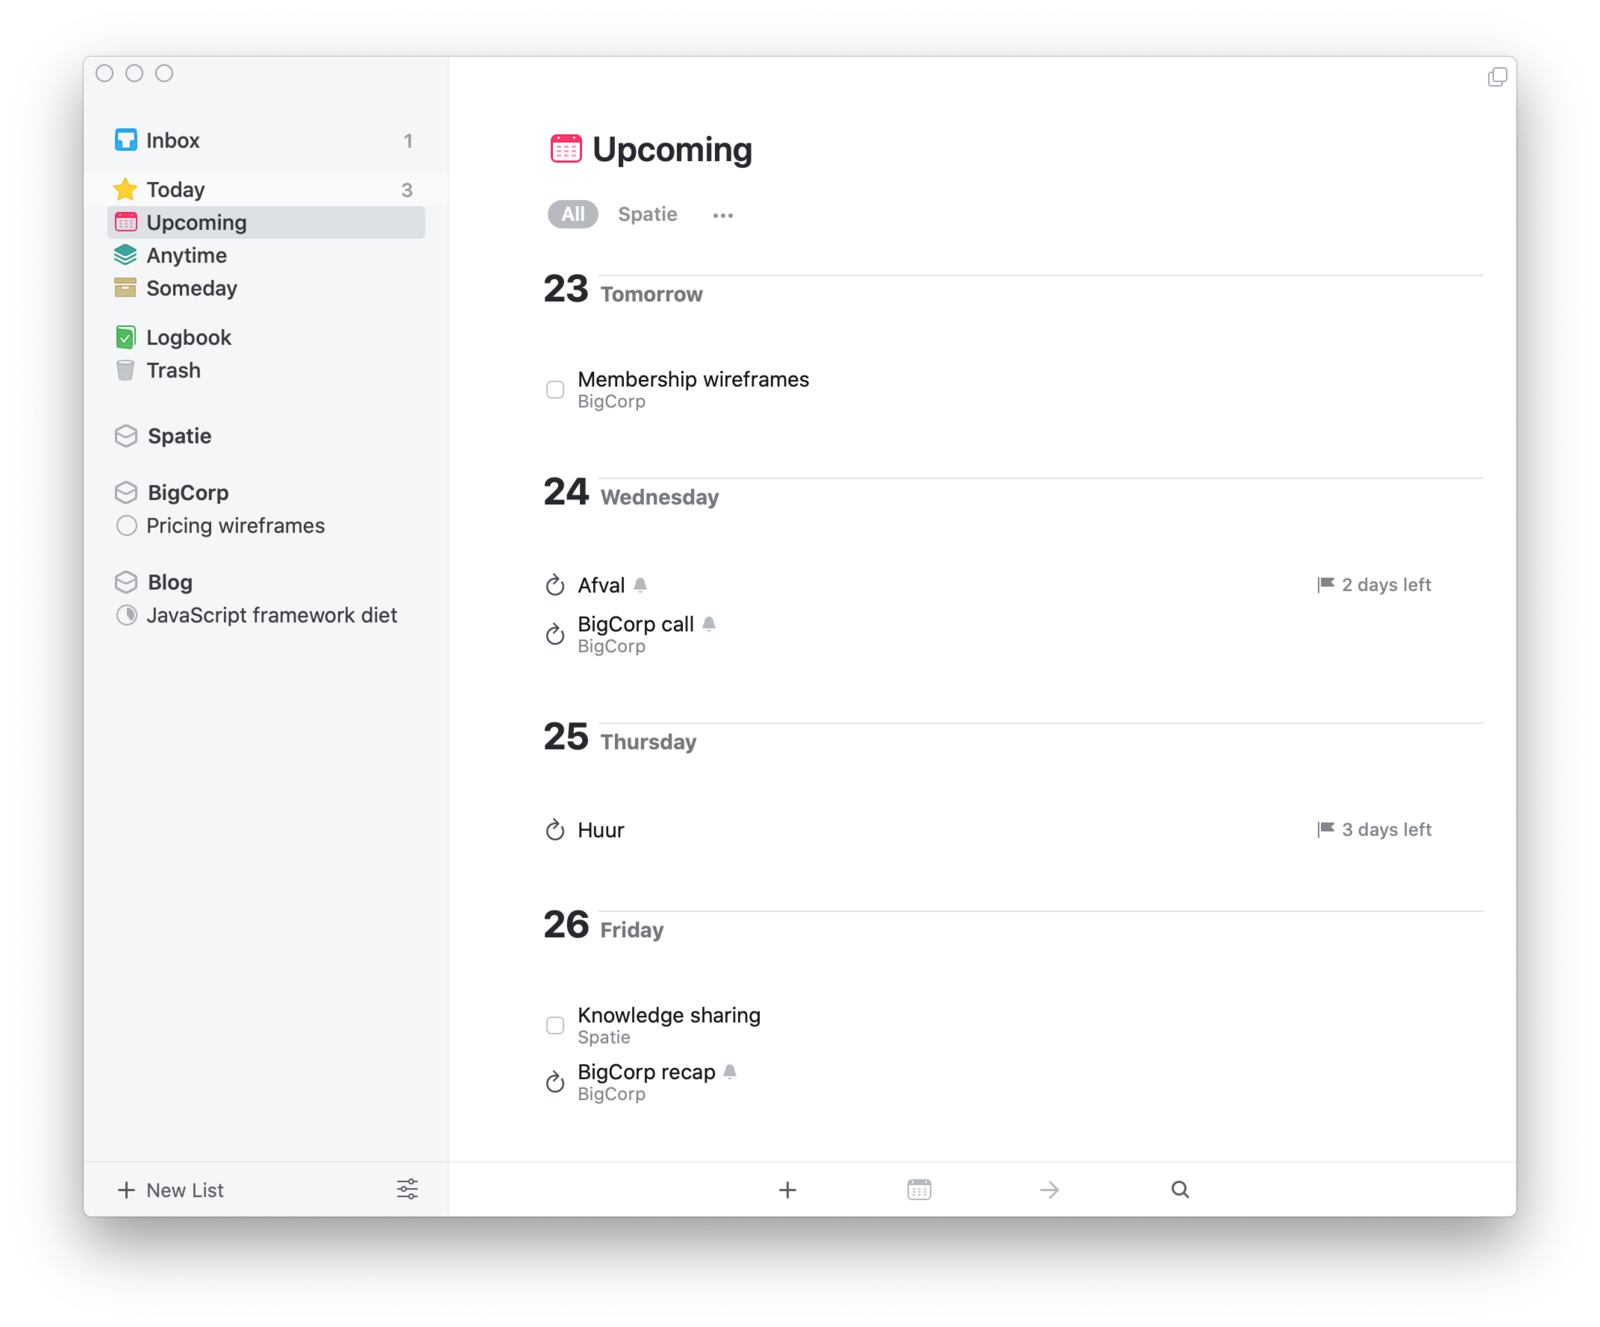 Inbox 1
Today 3
Upcoming
Anytime
Someday
Logbook
Trash
Spatie
BigCorp
Pricing wireframes
Blog
JavaScript framework diet
New List
Upcoming
All Spatie
23 Tomorrow
Membership wireframes
BigCorp
24 Wednesday
Afval 2 days left
BigCorp call
BigCorp
25 Thursday
Huur 3 days left
26 Friday
Knowledge sharing
Spatie
BigCorp recap
BigCorp